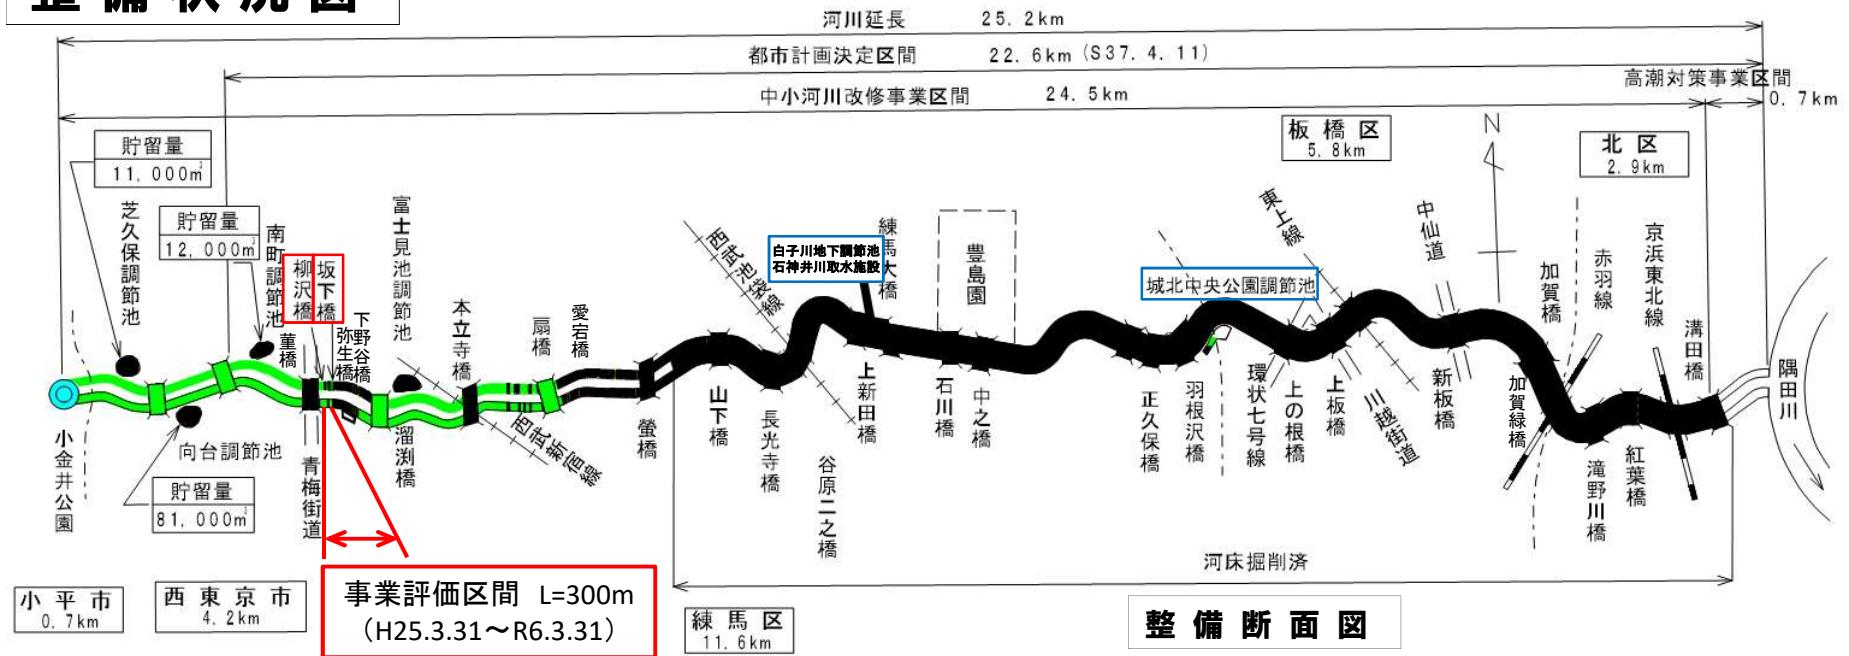 整備状況図
河川延長 25.2km
都市計画決定区間 22.6km (S37.4.11)
高潮対策事業区間
0.7km
中小河川改修事業区間 24.5km
板橋区
5.8km
北区
2.9km
N
貯留量
11,000㎥
貯留量
12,000㎥
芝久保調節池
南町調節池
柳沢橋
坂下橋
富士見池調節池
菫橋
弥生橋
下野谷橋
本立寺橋
扇橋
愛宕橋
西武池袋線
白子川地下調節池
石神井川取水施設
練馬大橋
豊島園
城北中央公園調節池
東上線
中仙道
加賀橋
赤羽線
京浜東北線
溝田橋
隅田川
小金井公園
向台調節池
貯留量
81,000㎥
青梅街道
溜渕橋
西武新宿線
螢橋
山下橋
長光寺橋
谷原二之橋
上新田橋
石川橋
中之橋
正久保橋
羽根沢橋
環状七号線
上の根橋
上板橋
川越街道
新板橋
加賀緑橋
滝野川橋
紅葉橋
河床掘削済
小平市
0.7km
西東京市
4.2km
事業評価区間 L=300m
（H25.3.31～R6.3.31）
練馬区
11.6km
整備断面図